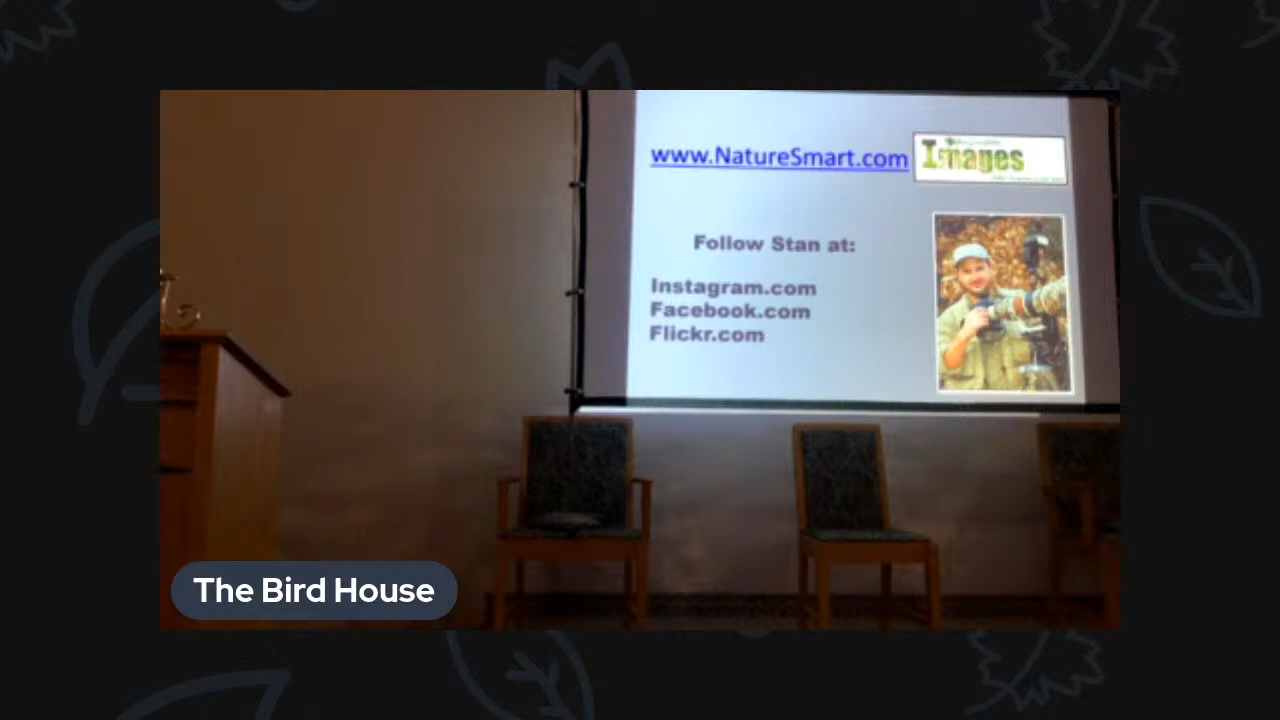 www.NatureSmart.com
Images
Follow Stan at:
Instagram.com
Facebook.com
Flickr.com
The Bird House